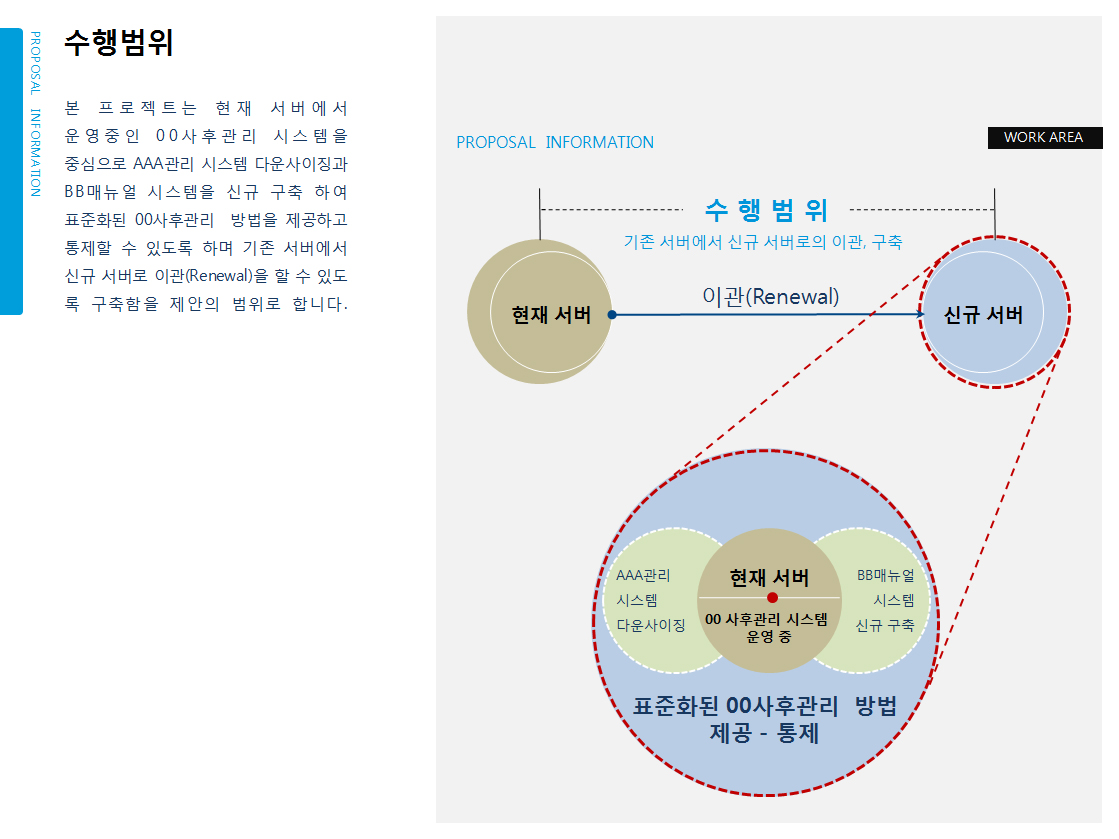 PROPOSAL INFORMATION
수행범위
본 프로젝트는 현재 서버에서
운영중인 00사후관리 시스템을
중심으로 AAA관리 시스템 다운사이징과
BB매뉴얼 시스템을 신규 구축 하여
표준화된 00사후관리 방법을 제공하고
통제할 수 있도록 하며 기존 서버에서
신규 서버로 이관(Renewal)을 할 수 있도
록 구축함을 제안의 범위로 합니다.
PROPOSAL INFORMATION
WORK AREA
수 행 범 위
기존 서버에서 신규 서버로의 이관, 구축
이관(Renewal)
현재 서버
신규 서버
AAA관리
시스템
다운사이징
현재 서버
00 사후관리 시스템
운영 중
BB매뉴얼
시스템
신규 구축
표준화된 00사후관리 방법
제공 - 통제